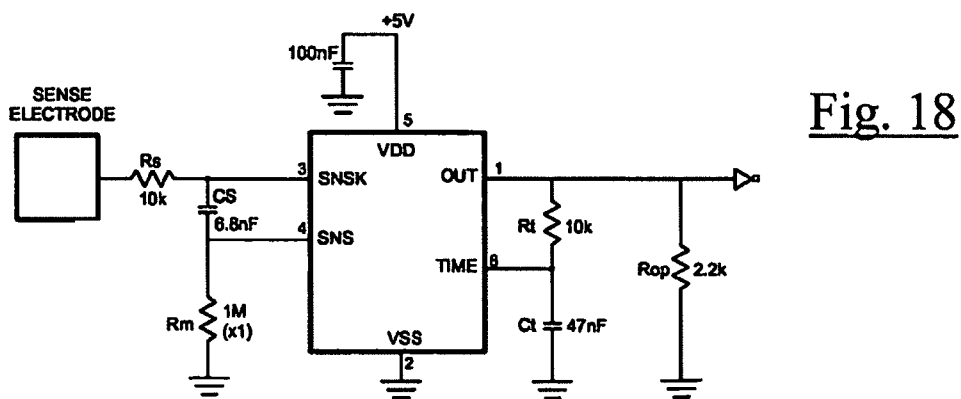 +5V
100nF
SENSE
ELECTRODE
Fig. 18
5
VDD
Rs
10k
3
SNSK
OUT
1
CS
6.8nF
4
SNS
Rt
10k
TIME
6
Rop
2.2k
Rm
1M
(x1)
Ct
47nF
VSS
2